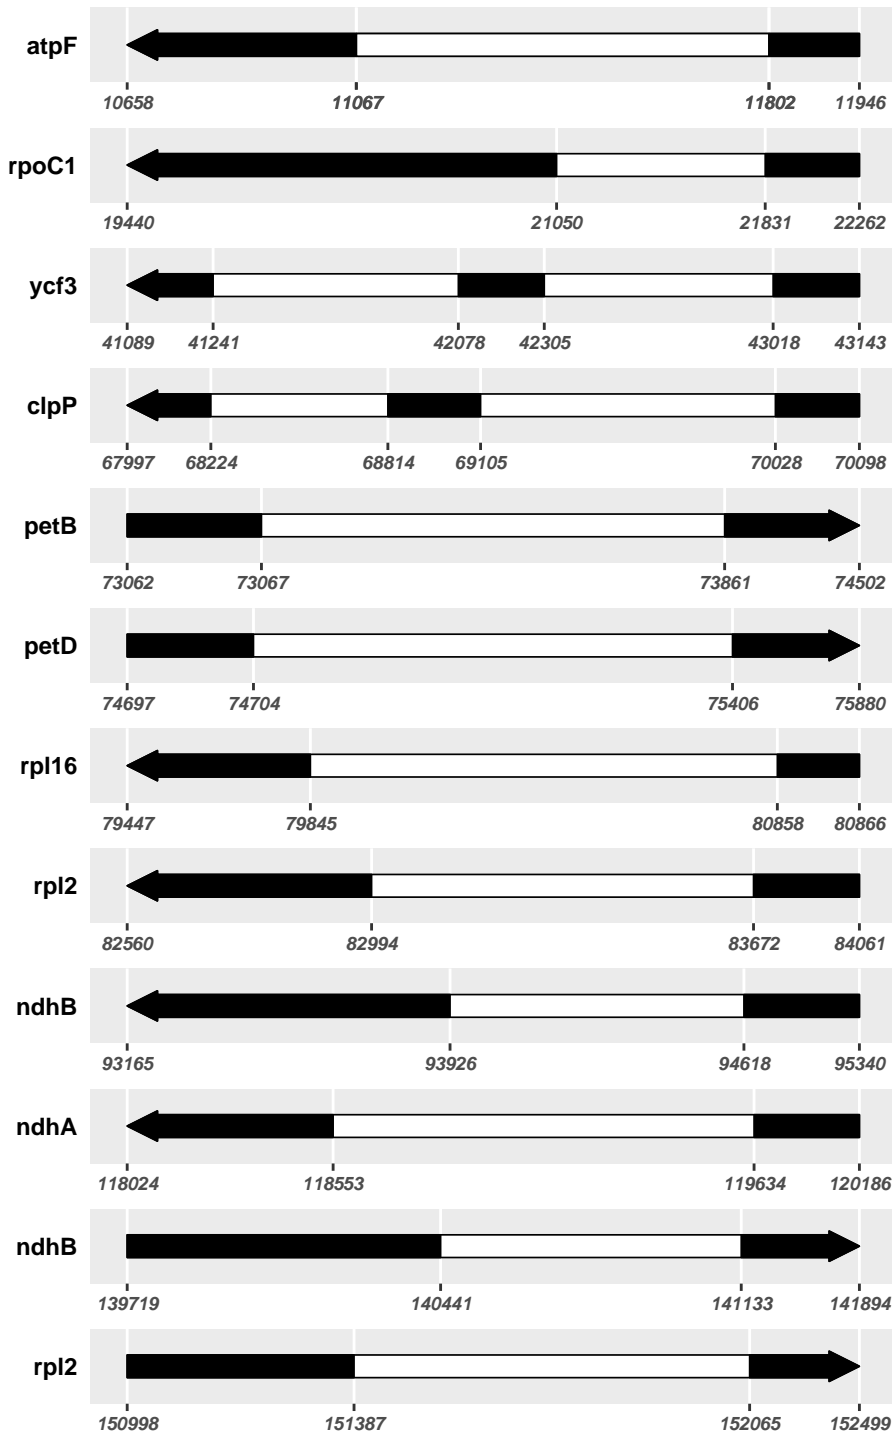 atpF
10658 11067 11802 11946
rpoC1
19440 21050 21831 22262
ycf3
41089 41241 42078 42305 43018 43143
clpP
67997 68224 68814 69105 70028 70098
petB
73062 73067 73861 74502
petD
74697 74704 75406 75880
rpl16
79447 79845 80858 80866
rpl2
82560 82994 83672 84061
ndhB
93165 93926 94618 95340
ndhA
118024 118553 119634 120186
ndhB
139719 140441 141133 141894
rpl2
150998 151387 152065 152499